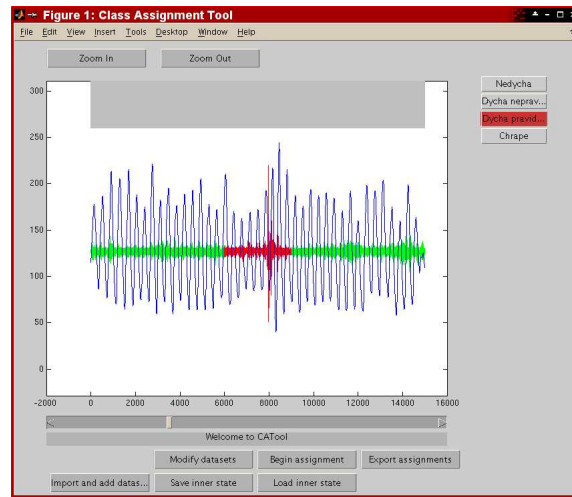 Figure 1: Class Assignment Tool
File Edit View Insert Tools Desktop Window Help
Zoom In Zoom Out
Nedycha
Dycha neprav...
Dycha pravid...
Chrape
300
250
200
150
100
50
0
-2000 0 2000 4000 6000 8000 10000 12000 14000 16000
Welcome to CATool
Modify datasets Begin assignment Export assignments
Import and add datas... Save inner state Load inner state